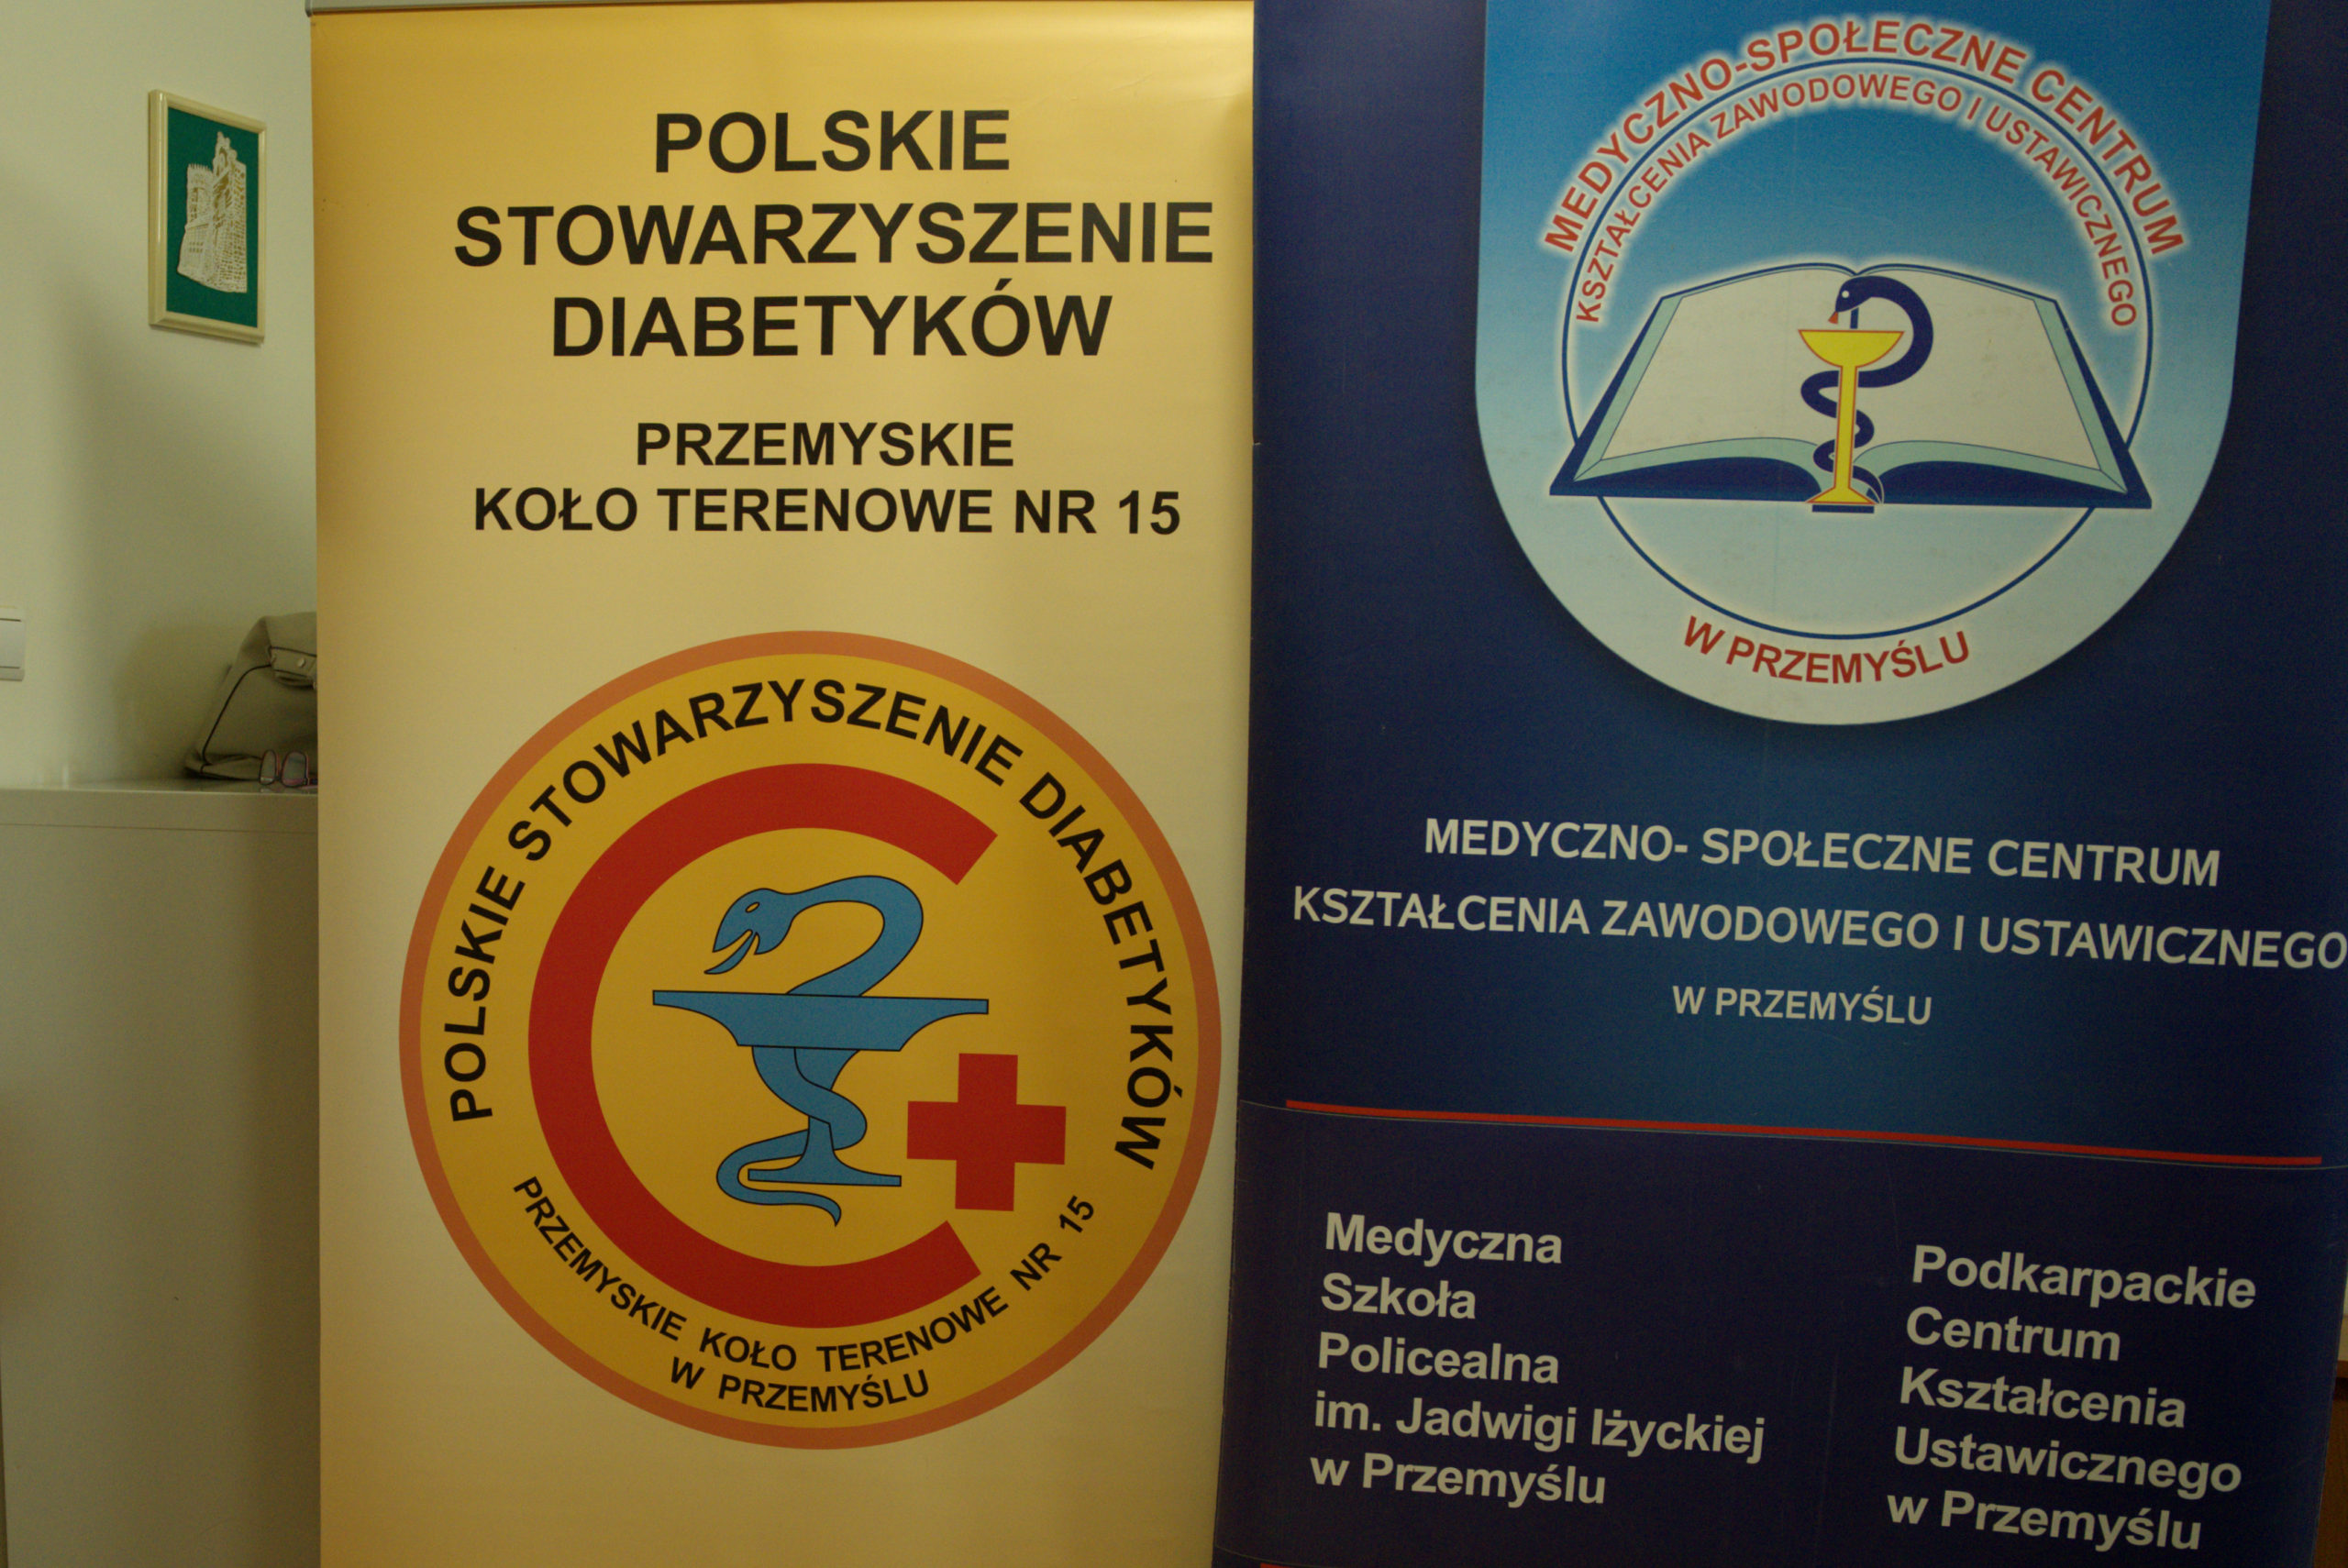 POLSKIE
STOWARZYSZENIE
DIABETYKÓW
PRZEMYSKIE
KOŁO TERENOWE NR 15
POLSKIE STOWARZYSZENIE DIABETYKÓW
PRZEMYSKIE KOŁO TERENOWE NR 15
W PRZEMYŚLU
MEDYCZNO-SPOŁECZNE CENTRUM
KSZTAŁCENIA ZAWODOWEGO I USTAWICZNEGO
W PRZEMYŚLU
MEDYCZNO- SPOŁECZNE CENTRUM
KSZTAŁCENIA ZAWODOWEGO I USTAWICZNEGO
W PRZEMYŚLU
Medyczna
Szkoła
Policealna
im. Jadwigi Iżyckiej
w Przemyślu
Podkarpackie
Centrum
Kształcenia
Ustawicznego
w Przemyślu